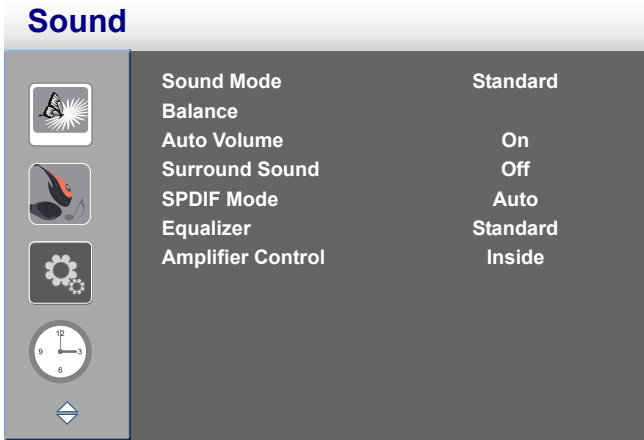 Sound
Sound Mode Standard
Balance
Auto Volume On
Surround Sound Off
SPDIF Mode Auto
Equalizer Standard
Amplifier Control Inside
12
9 3
6